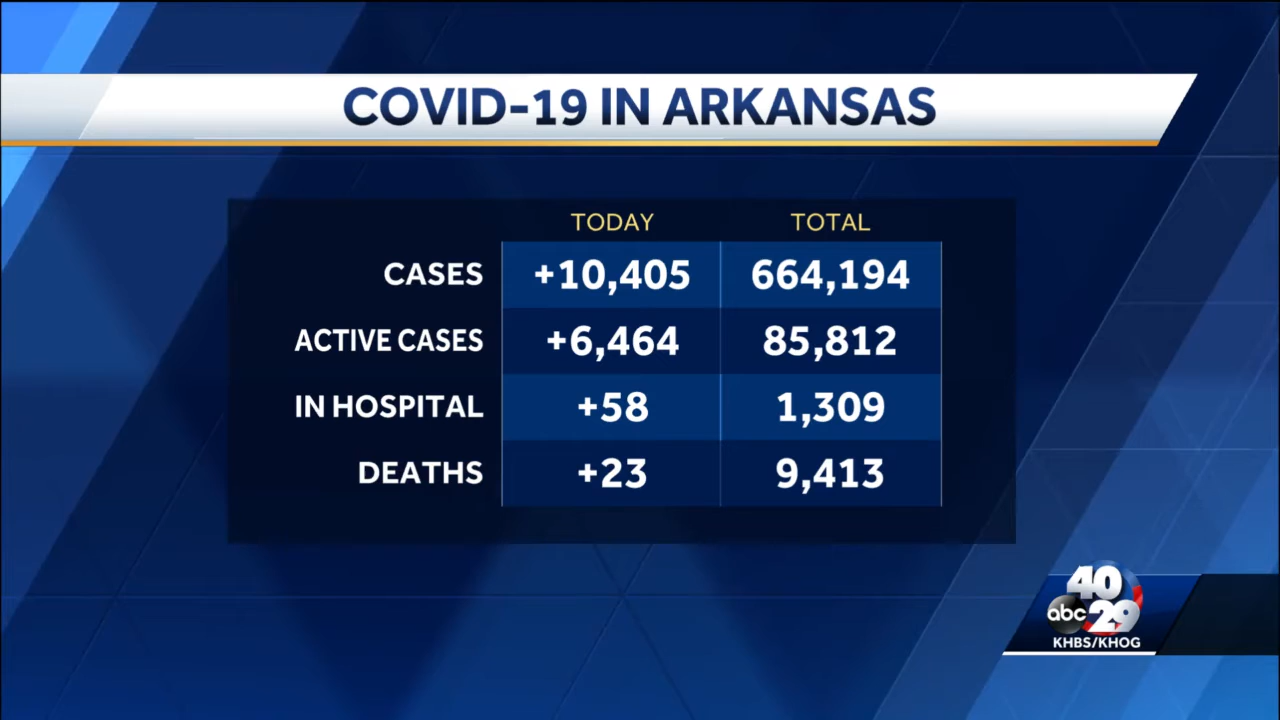 COVID-19 IN ARKANSAS
TODAY TOTAL
CASES +10,405 664,194
ACTIVE CASES +6,464 85,812
IN HOSPITAL +58 1,309
DEATHS +23 9,413
40
abc 29
KHBS/KHOG